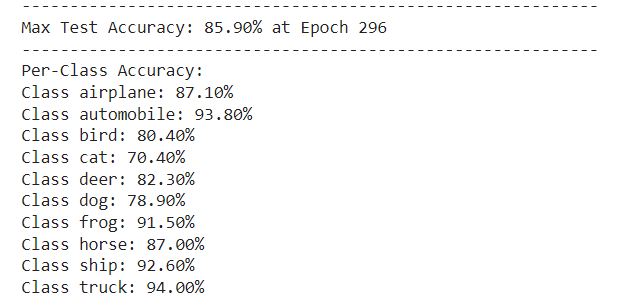 ------------------------------------------------------------
Max Test Accuracy: 85.90% at Epoch 296
------------------------------------------------------------
Per-Class Accuracy:
Class airplane: 87.10%
Class automobile: 93.80%
Class bird: 80.40%
Class cat: 70.40%
Class deer: 82.30%
Class dog: 78.90%
Class frog: 91.50%
Class horse: 87.00%
Class ship: 92.60%
Class truck: 94.00%